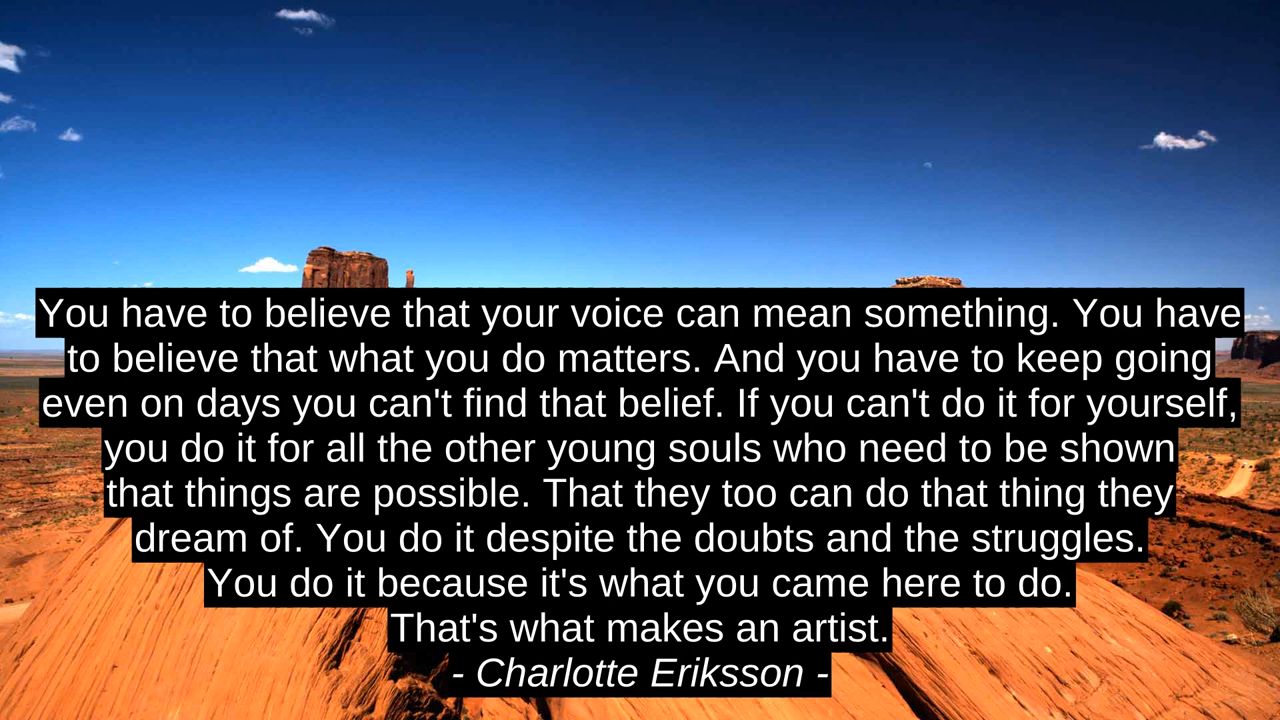 You have to believe that your voice can mean something. You have
to believe that what you do matters. And you have to keep going
even on days you can't find that belief. If you can't do it for yourself,
you do it for all the other young souls who need to be shown
that things are possible. That they too can do that thing they
dream of. You do it despite the doubts and the struggles.
You do it because it's what you came here to do.
That's what makes an artist.
- Charlotte Eriksson -